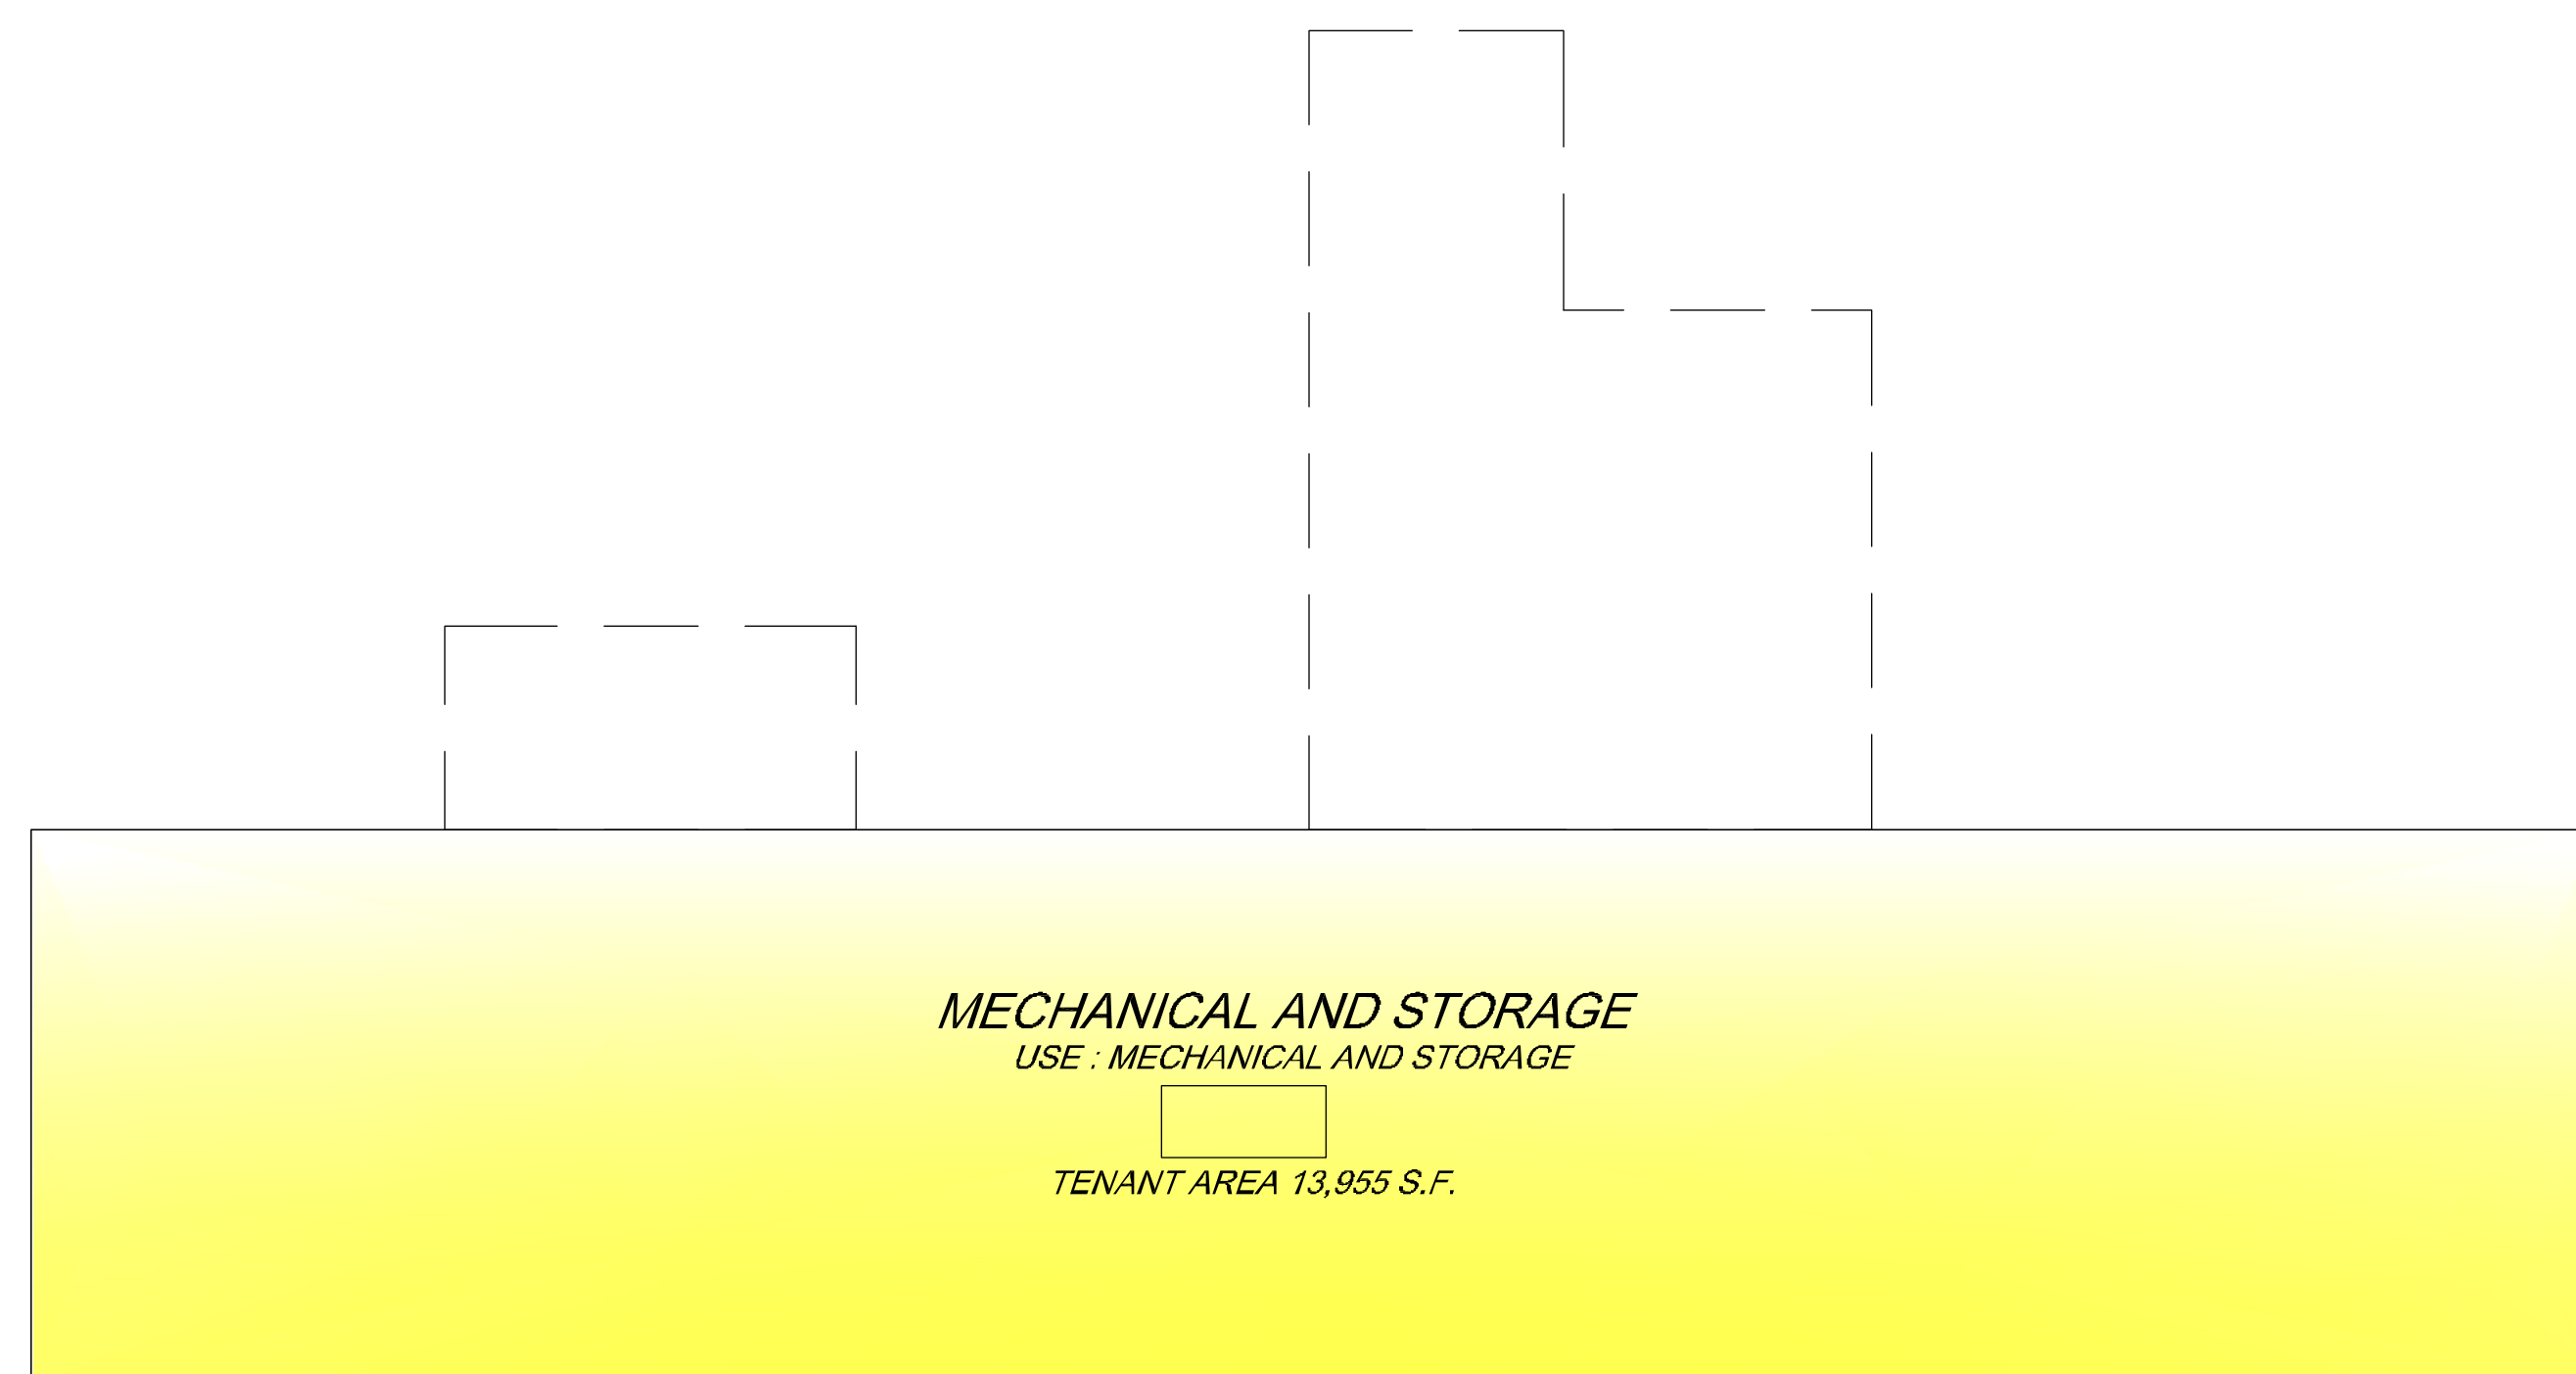 MECHANICAL AND STORAGE
USE : MECHANICAL AND STORAGE
TENANT AREA 13,955 S.F.